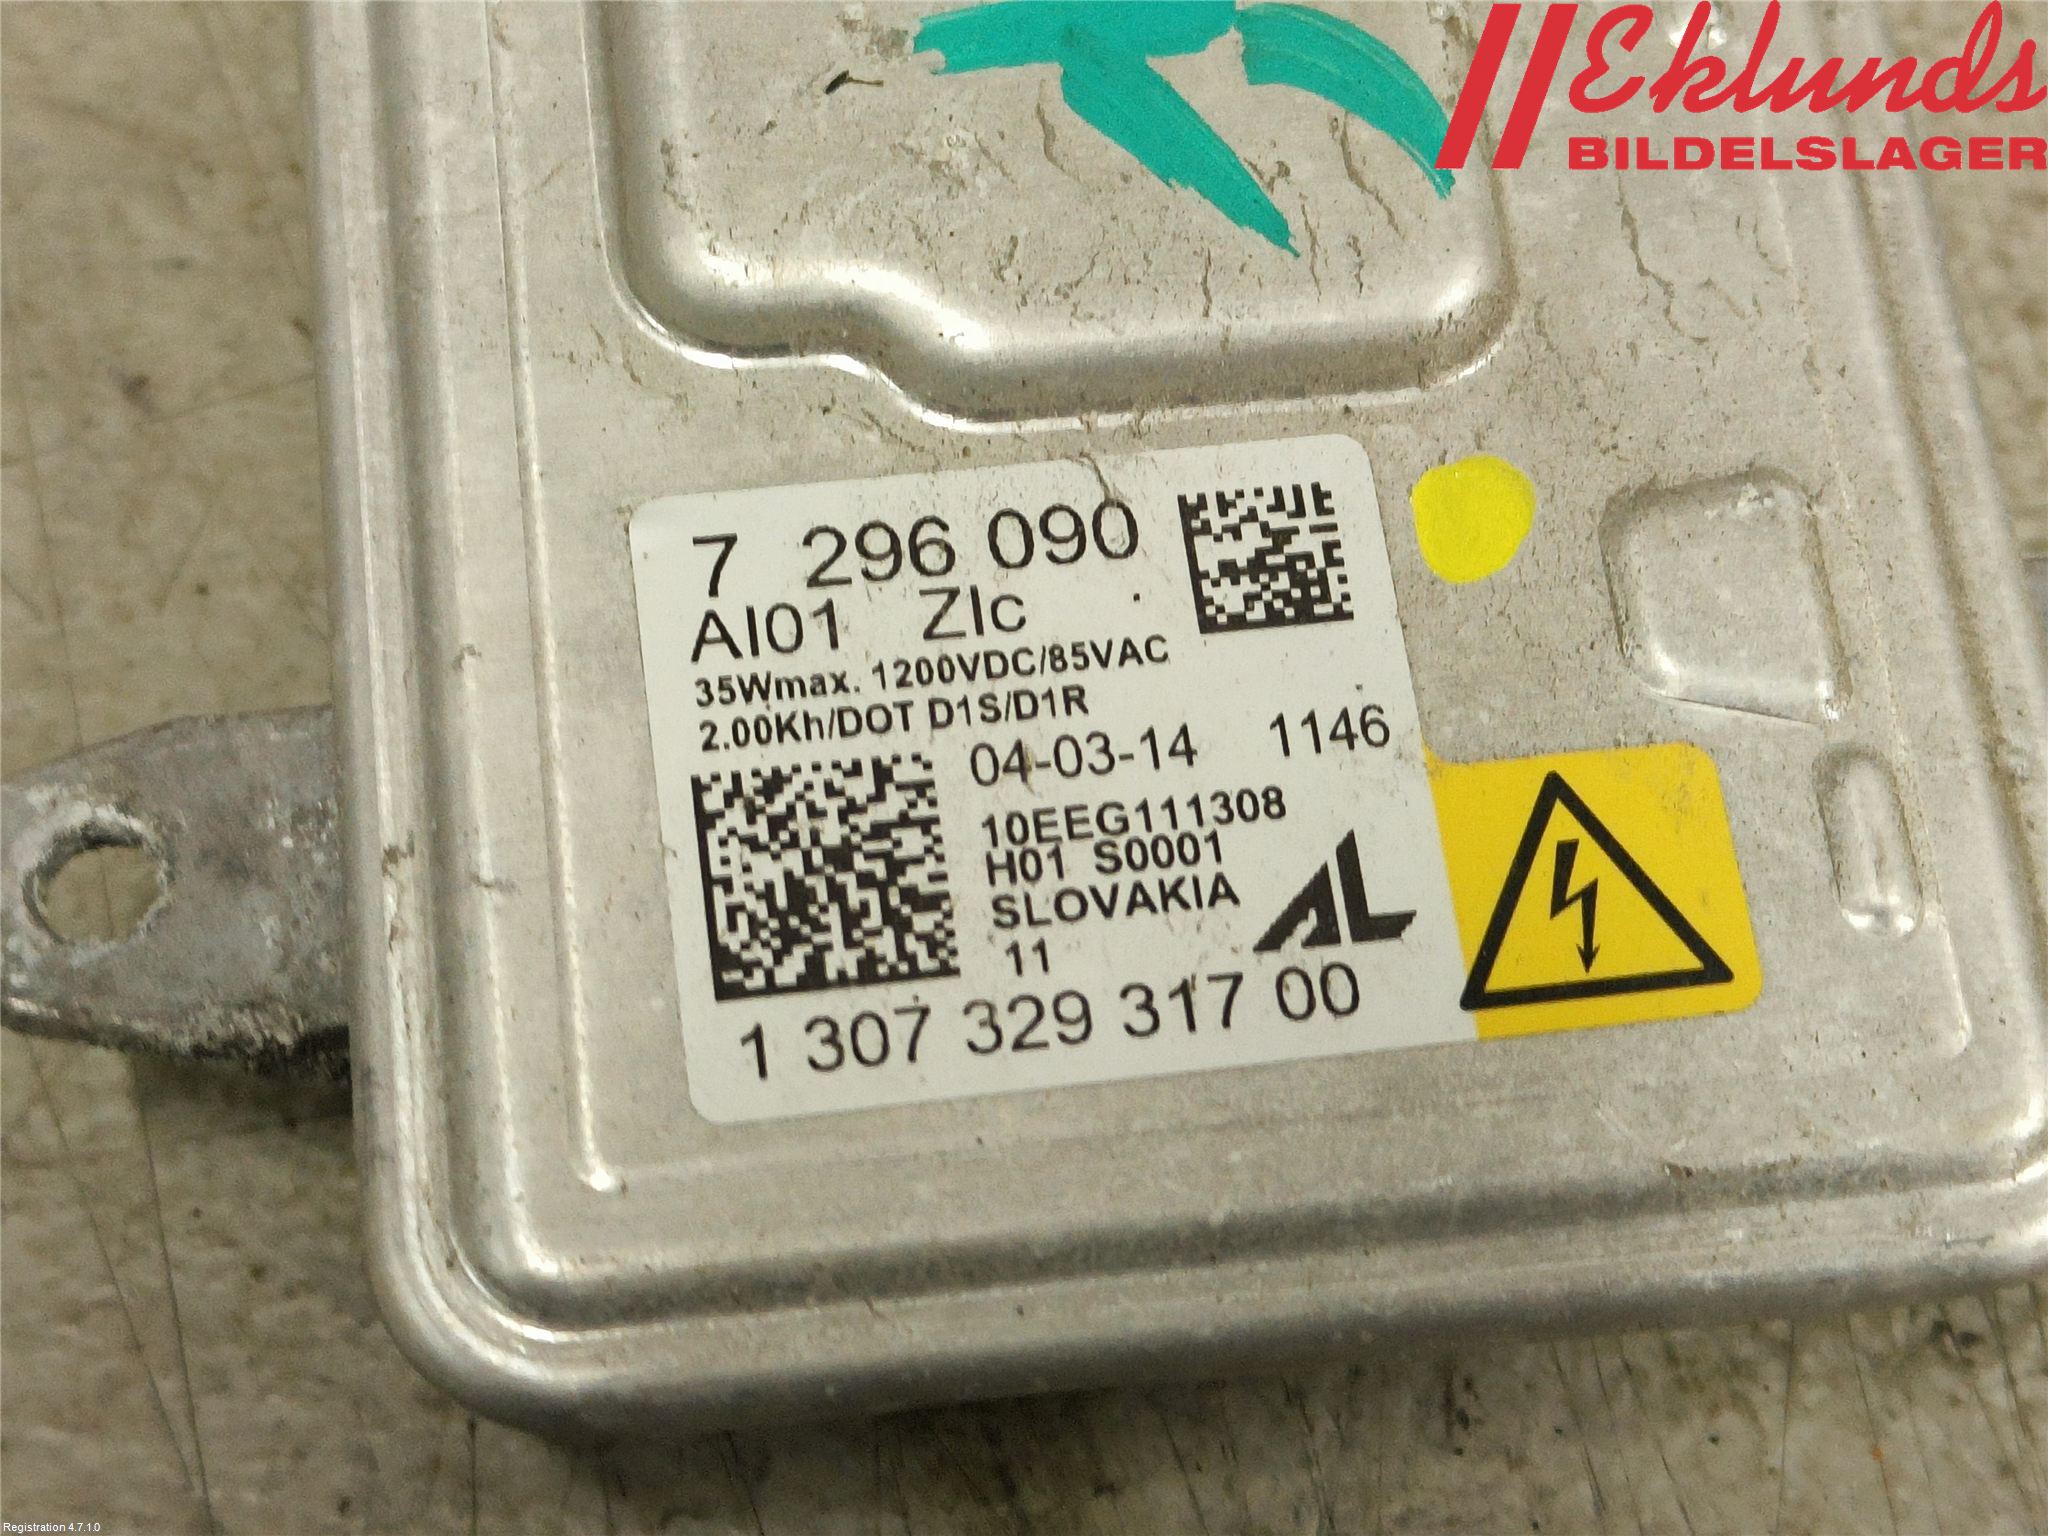 Eklunds
BILDELSLAGER
7 296 090
AI01 ZIc
35Wmax. 1200VDC/85VAC
2.00Kh/DOT D1S/D1R
04-03-14 1146
10EEG111308
H01 S0001
SLOVAKIA
11
AL
1 307 329 317 00
Registration 4.7.1.0